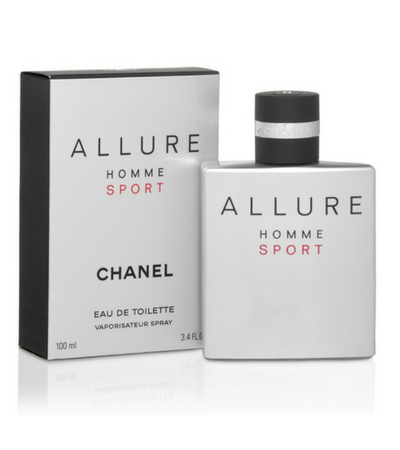 ALLURE
HOMME
SPORT
CHANEL
EAU DE TOILETTE
VAPORISATEUR SPRAY
100 ml 3.4 FL
ALLURE
HOMME
SPORT